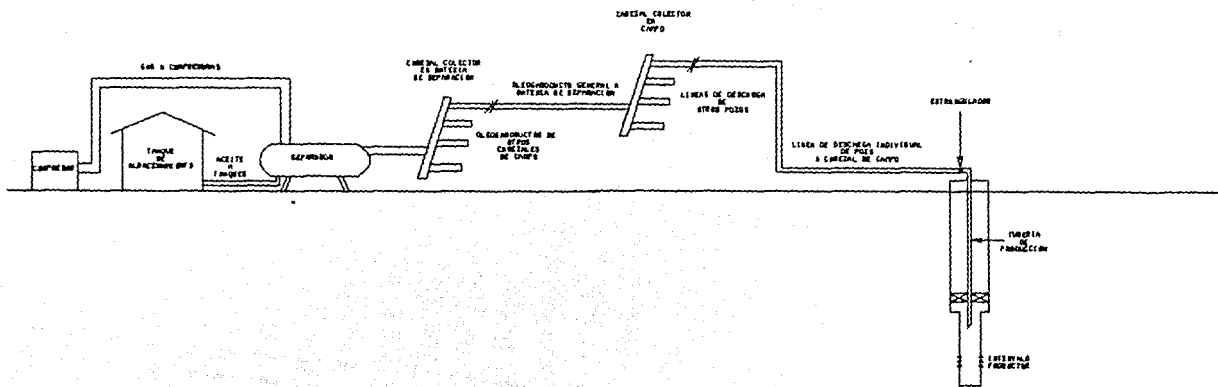 CABEZAL COLECTOR
EN
CAMPO
GAS A COMPRESORAS
CABEZAL COLECTOR
EN BATERIA
DE SEPARACION
OLEOGASODUCTO GENERAL A
BATERIA DE SEPARACION
LINEAS DE DESCARGA
DE
OTROS POZOS
ESTRANGULADOR
OLEOGASODUCTOS DE
OTROS
CABEZALES
DE CAMPO
TANQUE
DE
ALMACENAMIENTO
ACEITE
A
TANQUES
SEPARADOR
COMPRESOR
LINEA DE DESCARGA INDIVIDUAL
DE POZO
A CABEZAL DE CAMPO
TUBERIA
DE
PRODUCCION
INTERVALO
PRODUCTOR